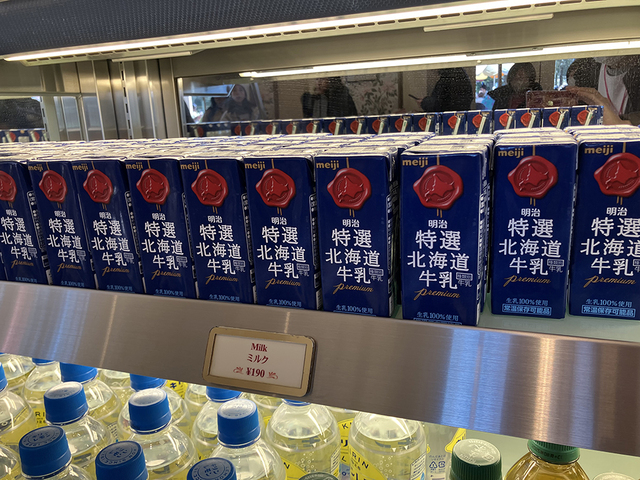 meiji
明治
特選
北海道
牛乳
premium
生乳100%使用
常温保存可能品
Milk
ミルク
¥190
KIRIN